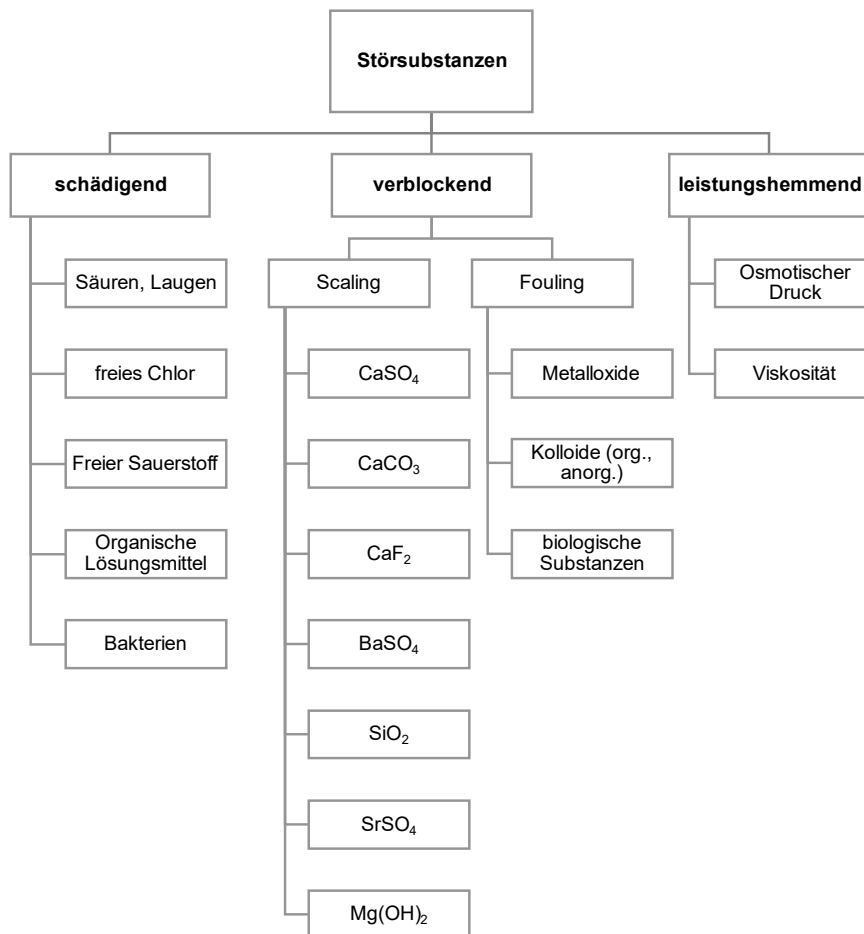 Störsubstanzen
schädigend
verblockend
leistungshemmend
Säuren, Laugen
freies Chlor
Freier Sauerstoff
Organische
Lösungsmittel
Bakterien
Scaling
CaSO₄
CaCO₃
CaF₂
BaSO₄
SiO₂
SrSO₄
Mg(OH)₂
Fouling
Metalloxide
Kolloide (org.,
anorg.)
biologische
Substanzen
Osmotischer
Druck
Viskosität